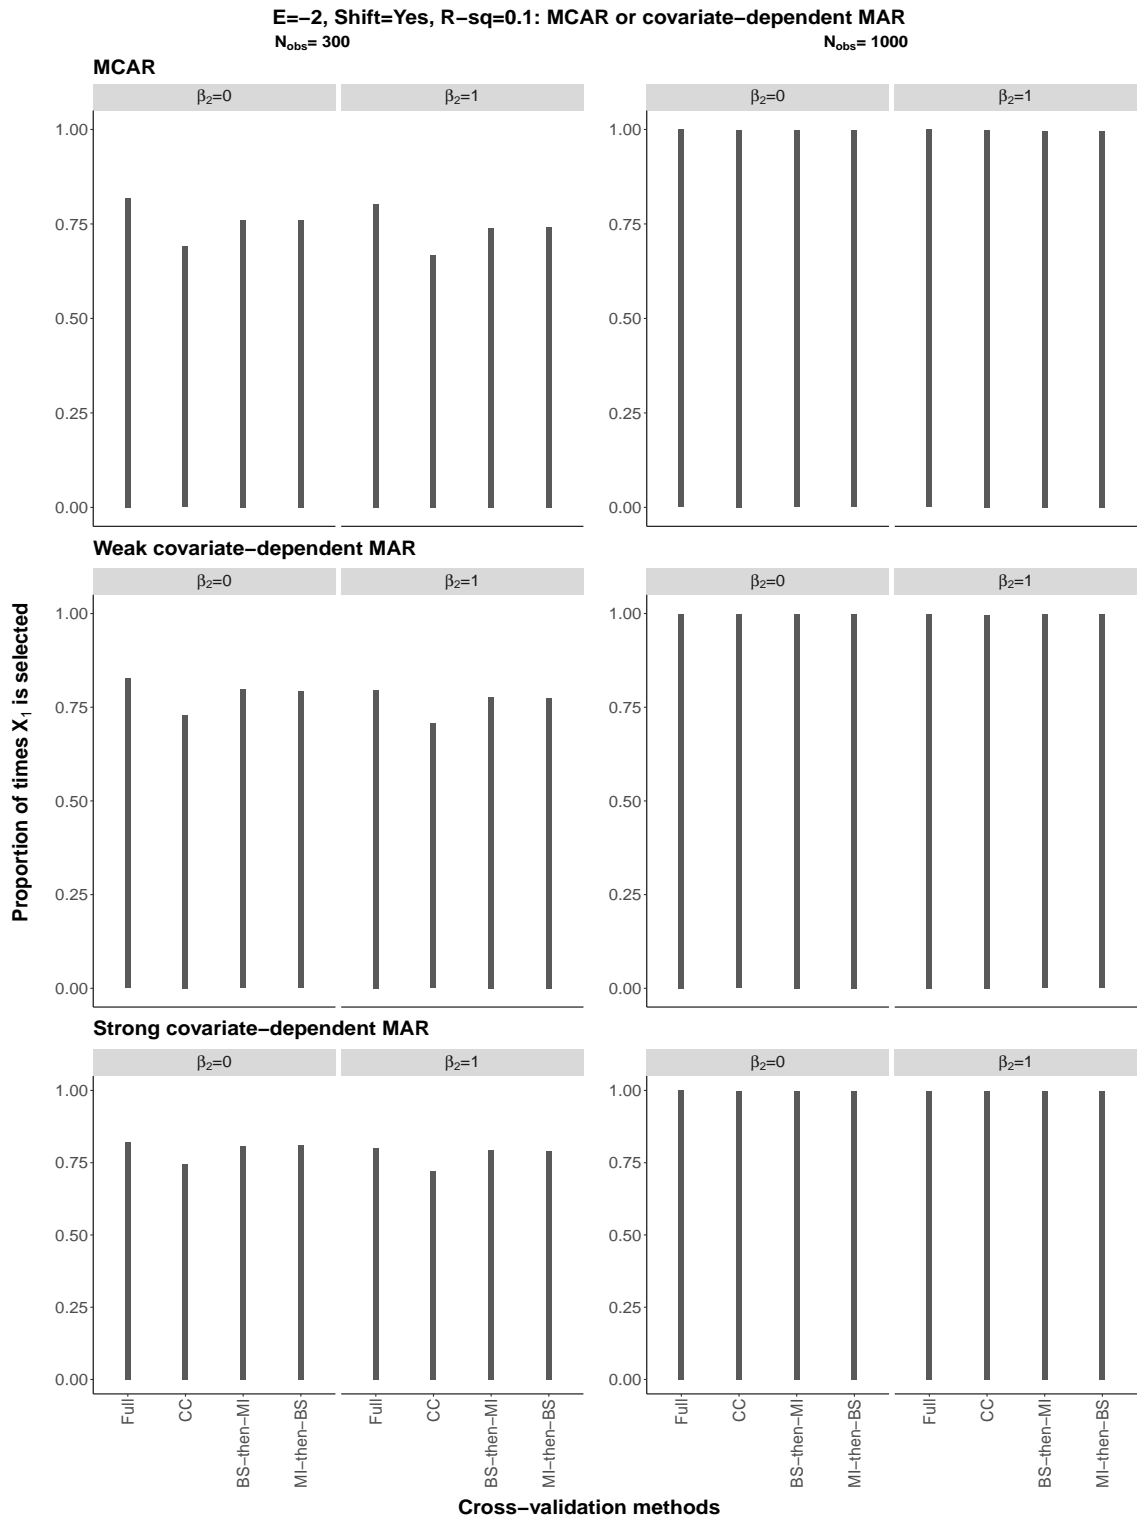 E=−2, Shift=Yes, R−sq=0.1: MCAR or covariate−dependent MAR
N_obs= 300
N_obs= 1000
MCAR
β₂=0
β₂=1
β₂=0
β₂=1
1.00
0.75
0.50
0.25
0.00
1.00
0.75
0.50
0.25
0.00
Weak covariate−dependent MAR
β₂=0
β₂=1
β₂=0
β₂=1
1.00
0.75
0.50
0.25
0.00
1.00
0.75
0.50
0.25
0.00
Proportion of times X₁ is selected
Strong covariate−dependent MAR
β₂=0
β₂=1
β₂=0
β₂=1
1.00
0.75
0.50
0.25
0.00
1.00
0.75
0.50
0.25
0.00
Full
CC
BS−then−MI
MI−then−BS
Full
CC
BS−then−MI
MI−then−BS
Full
CC
BS−then−MI
MI−then−BS
Full
CC
BS−then−MI
MI−then−BS
Cross−validation methods